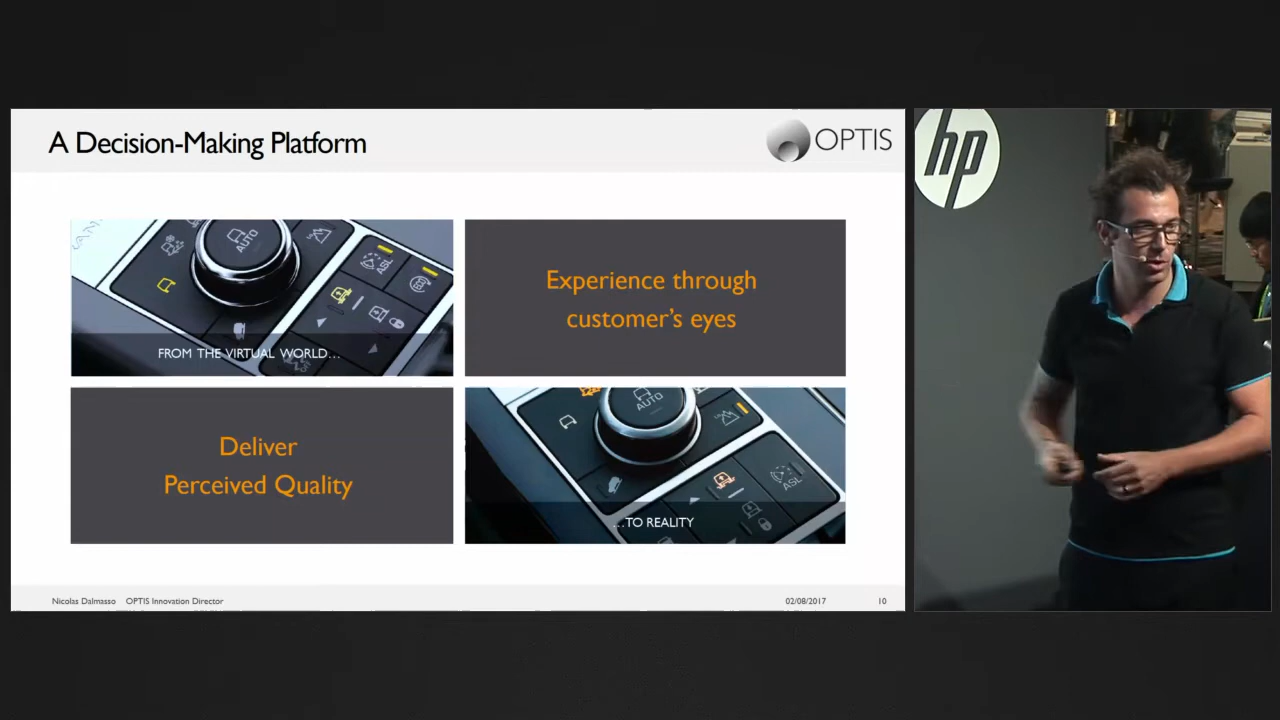 A Decision-Making Platform
OPTIS
hp
AUTO
ASL
FROM THE VIRTUAL WORLD…
Experience through
customer's eyes
Deliver
Perceived Quality
AUTO
ASL
…TO REALITY
Nicolas Dalmasso OPTIS Innovation Director
02/08/2017 10